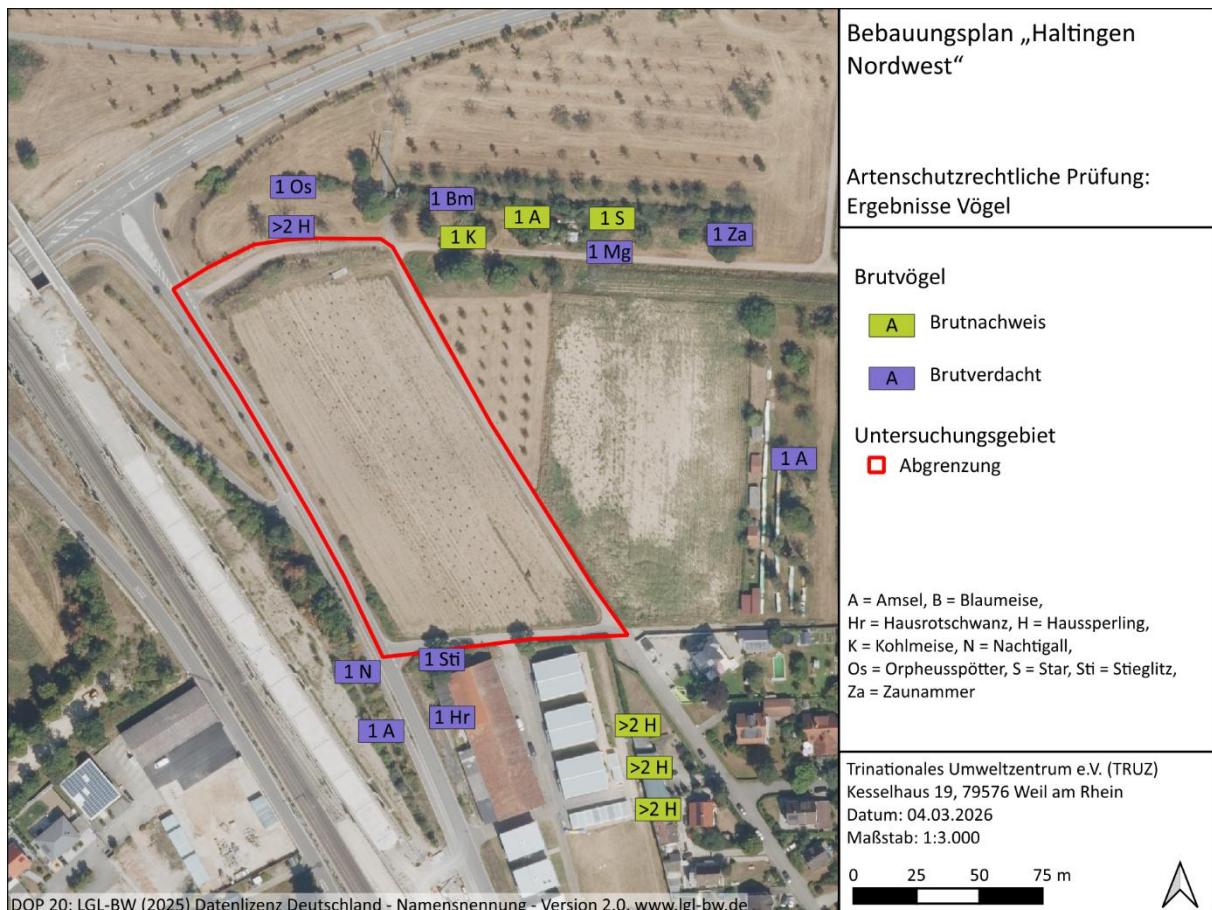 Bebauungsplan „Haltingen
Nordwest“
Artenschutzrechtliche Prüfung:
Ergebnisse Vögel
Brutvögel
A Brutnachweis
A Brutverdacht
Untersuchungsgebiet
Abgrenzung
A = Amsel, B = Blaumeise,
Hr = Hausrotschwanz, H = Haussperling,
K = Kohlmeise, N = Nachtigall,
Os = Orpheusspötter, S = Star, Sti = Stieglitz,
Za = Zaunammer
Trinationales Umweltzentrum e.V. (TRUZ)
Kesselhaus 19, 79576 Weil am Rhein
Datum: 04.03.2026
Maßstab: 1:3.000
0 25 50 75 m
1 Os
1 Bm
>2 H
1 A
1 S
1 K
1 Za
1 Mg
1 A
1 N
1 Sti
1 A
1 Hr
>2 H
>2 H
>2 H
DOP 20: LGL-BW (2025) Datenlizenz Deutschland - Namensnennung - Version 2.0, www.lgl-bw.de